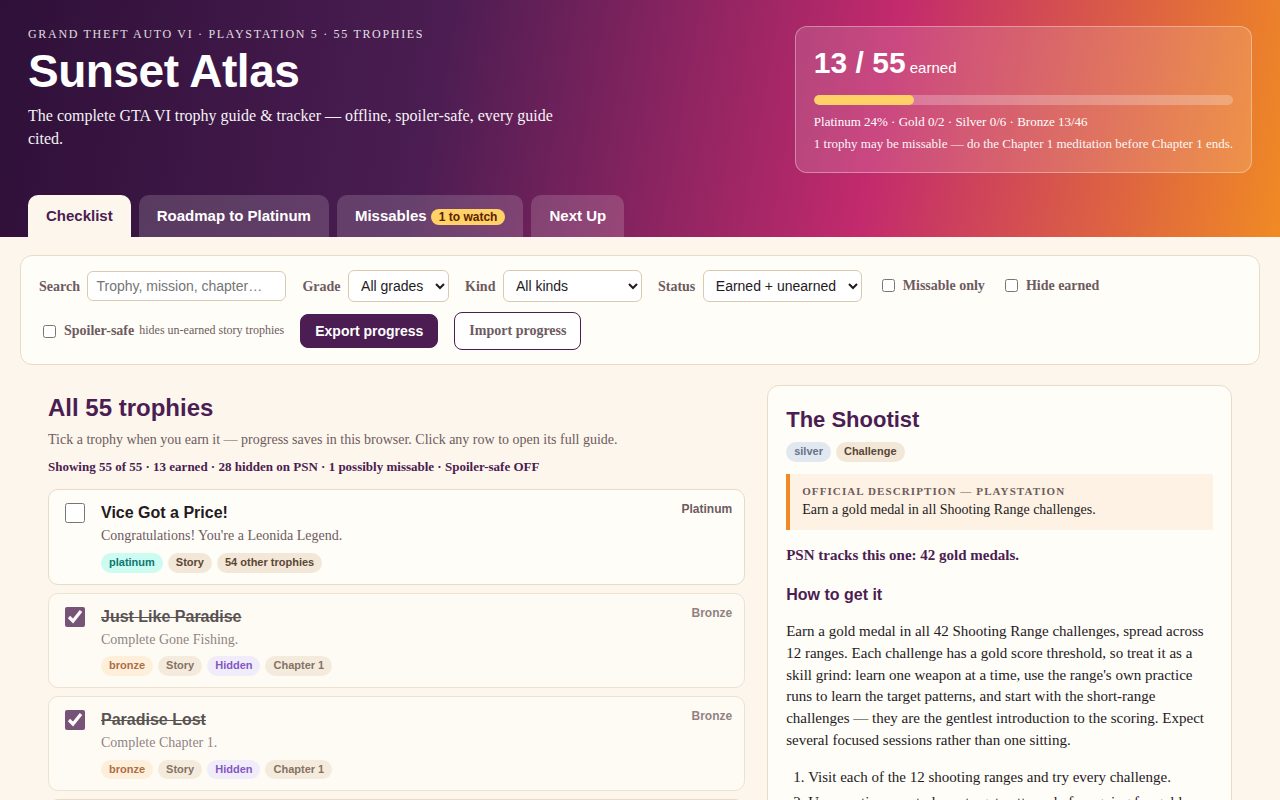 GRAND THEFT AUTO VI · PLAYSTATION 5 · 55 TROPHIES
Sunset Atlas
The complete GTA VI trophy guide & tracker — offline, spoiler-safe, every guide
cited.
13 / 55 earned
Platinum 24% · Gold 0/2 · Silver 0/6 · Bronze 13/46
1 trophy may be missable — do the Chapter 1 meditation before Chapter 1 ends.
Checklist
Roadmap to Platinum
Missables 1 to watch
Next Up
Search Trophy, mission, chapter… Grade All grades Kind All kinds Status Earned + unearned Missable only Hide earned
Spoiler-safe hides un-earned story trophies Export progress Import progress
All 55 trophies
Tick a trophy when you earn it — progress saves in this browser. Click any row to open its full guide.
Showing 55 of 55 · 13 earned · 28 hidden on PSN · 1 possibly missable · Spoiler-safe OFF
Vice Got a Price! Platinum
Congratulations! You're a Leonida Legend.
platinum Story 54 other trophies
Just Like Paradise Bronze
Complete Gone Fishing.
bronze Story Hidden Chapter 1
Paradise Lost Bronze
Complete Chapter 1.
bronze Story Hidden Chapter 1
The Shootist
silver Challenge
OFFICIAL DESCRIPTION — PLAYSTATION
Earn a gold medal in all Shooting Range challenges.
PSN tracks this one: 42 gold medals.
How to get it
Earn a gold medal in all 42 Shooting Range challenges, spread across
12 ranges. Each challenge has a gold score threshold, so treat it as a
skill grind: learn one weapon at a time, use the range's own practice
runs to learn the target patterns, and start with the short-range
challenges — they are the gentlest introduction to the scoring. Expect
several focused sessions rather than one sitting.
1. Visit each of the 12 shooting ranges and try every challenge.